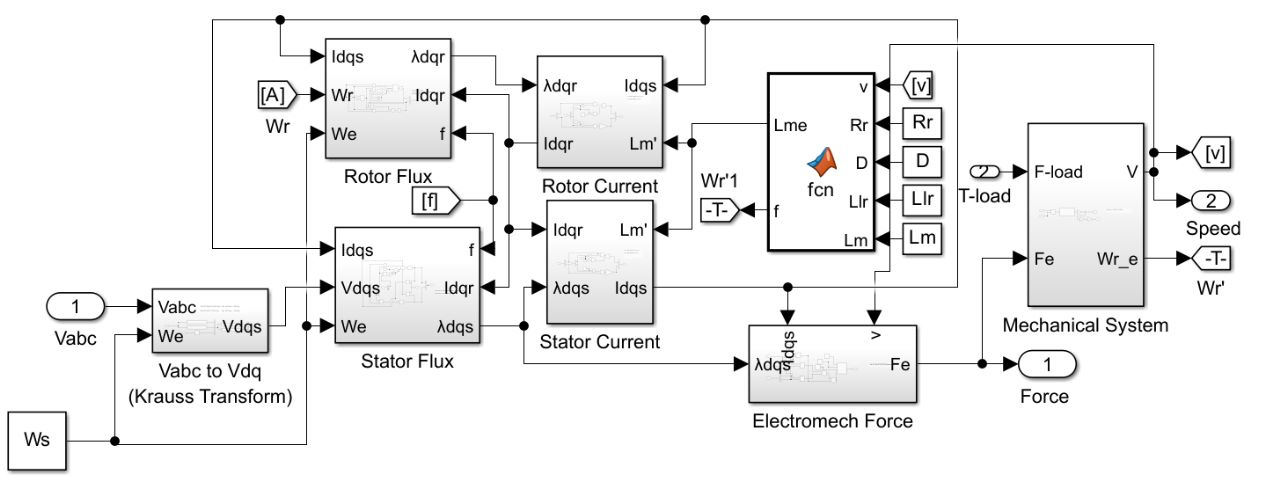 Idqs
λdqr
Wr
Idqr
We
f
Rotor Flux
[A]
Wr
[f]
λdqr
Idqs
Idqr
Lm'
Rotor Current
Idqr
Lm'
λdqs
Idqs
Stator Current
Idqs
f
Vdqs
Idqr
We
λdqs
Stator Flux
1
Vabc
Vabc
We
Vdqs
Vabc to Vdq
(Krauss Transform)
Ws
v
Lme
Rr
D
fcn
Llr
f
Lm
[v]
Rr
D
Llr
Lm
Wr'1
-T-
Idqs
v
λdqs
Fe
Electromech Force
2
T-load
F-load
V
Fe
Wr_e
Mechanical System
[v]
2
Speed
-T-
Wr'
1
Force